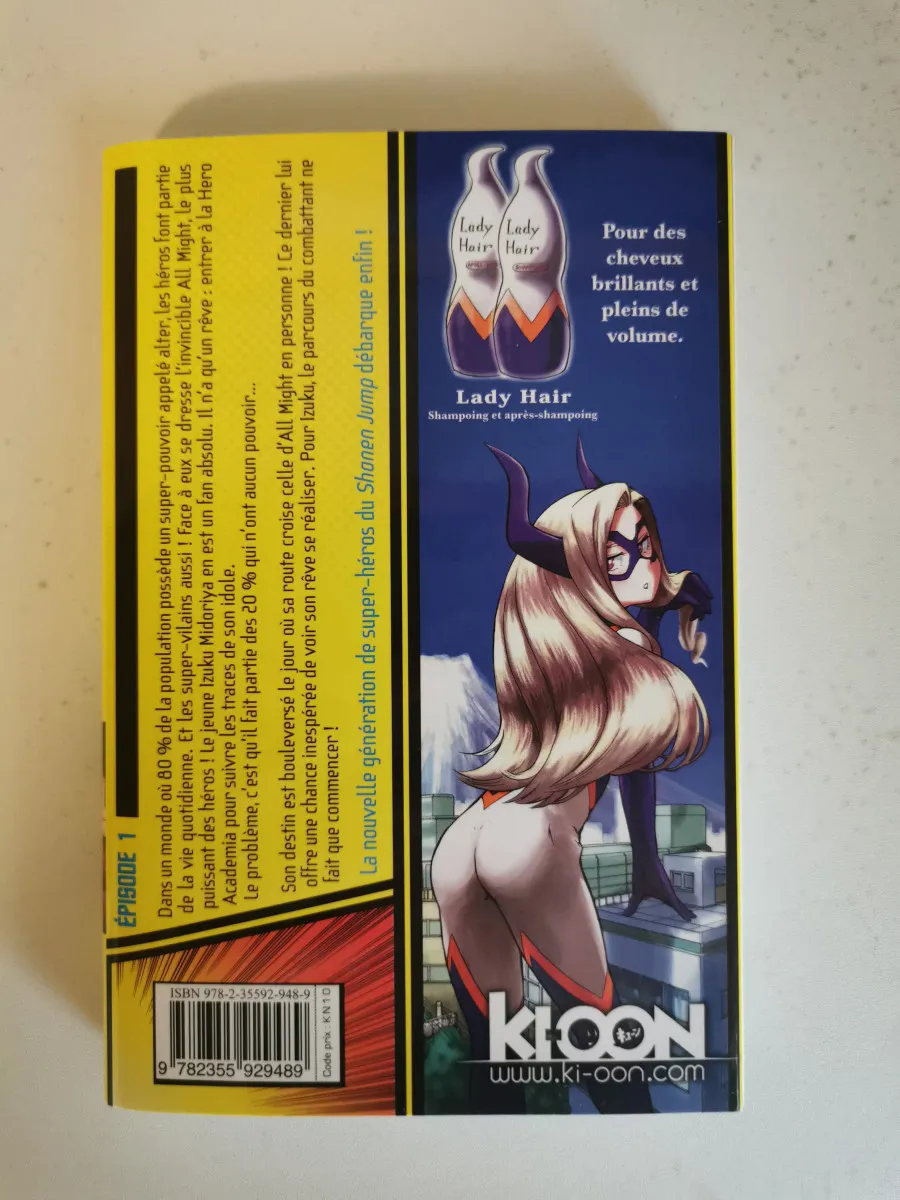 ÉPISODE 1
Dans un monde où 80 % de la population possède un super-pouvoir appelé alter, les héros font partie
de la vie quotidienne. Et les super-vilains aussi ! Face à eux se dresse l'invincible All Might, le plus
puissant des héros ! Le jeune Izuku Midoriya en est un fan absolu. Il n'a qu'un rêve : entrer à la Hero
Academia pour suivre les traces de son idole.
Le problème, c'est qu'il fait partie des 20 % qui n'ont aucun pouvoir...
Son destin est bouleversé le jour où sa route croise celle d'All Might en personne ! Ce dernier lui
offre une chance inespérée de voir son rêve se réaliser. Pour Izuku, le parcours du combattant ne
fait que commencer !
La nouvelle génération de super-héros du Shonen Jump débarque enfin !
ISBN 978-2-35592-948-9
9 782355 929489
Code prix : KN10
Lady
Hair
Lady
Hair
Pour des
cheveux
brillants et
pleins de
volume.
Lady Hair
Shampoing et après-shampoing
KI-OON
キューン
www.ki-oon.com